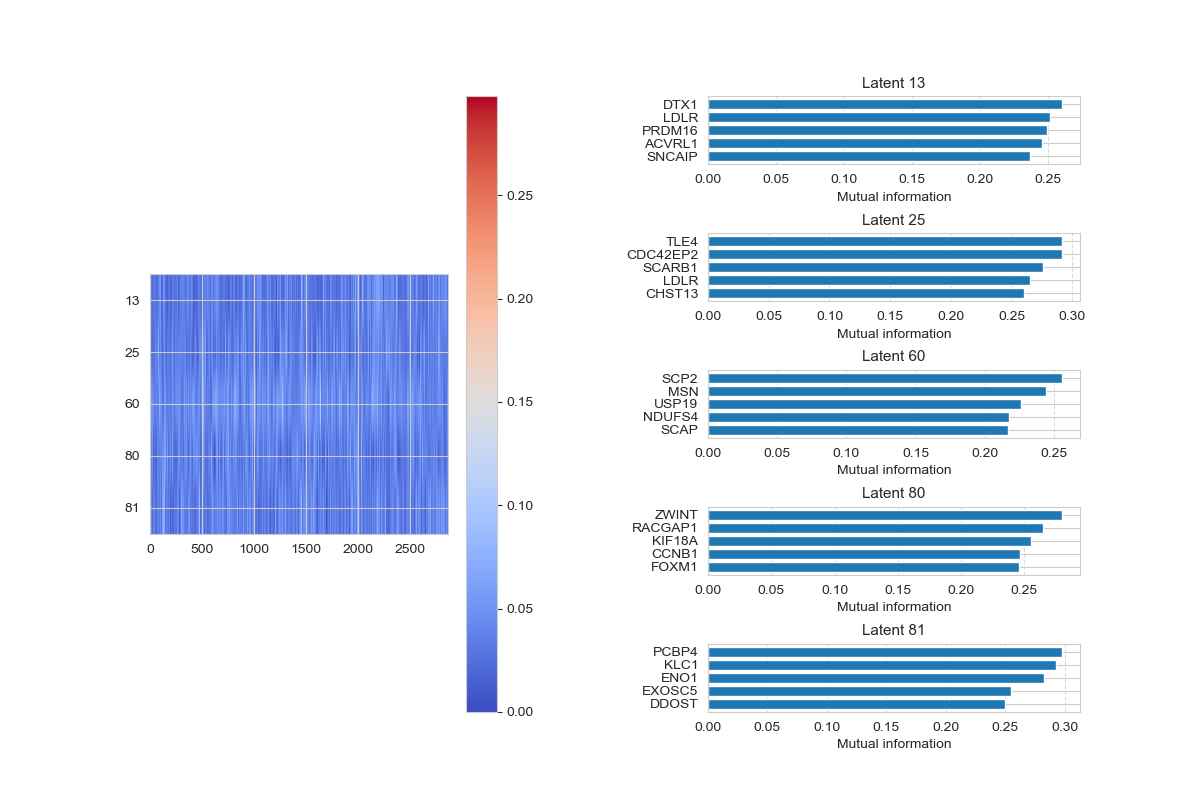 13
25
60
80
81
0 500 1000 1500 2000 2500
0.25
0.20
0.15
0.10
0.05
0.00
Latent 13
DTX1
LDLR
PRDM16
ACVRL1
SNCAIP
0.00 0.05 0.10 0.15 0.20 0.25
Mutual information
Latent 25
TLE4
CDC42EP2
SCARB1
LDLR
CHST13
0.00 0.05 0.10 0.15 0.20 0.25 0.30
Mutual information
Latent 60
SCP2
MSN
USP19
NDUFS4
SCAP
0.00 0.05 0.10 0.15 0.20 0.25
Mutual information
Latent 80
ZWINT
RACGAP1
KIF18A
CCNB1
FOXM1
0.00 0.05 0.10 0.15 0.20 0.25
Mutual information
Latent 81
PCBP4
KLC1
ENO1
EXOSC5
DDOST
0.00 0.05 0.10 0.15 0.20 0.25 0.30
Mutual information